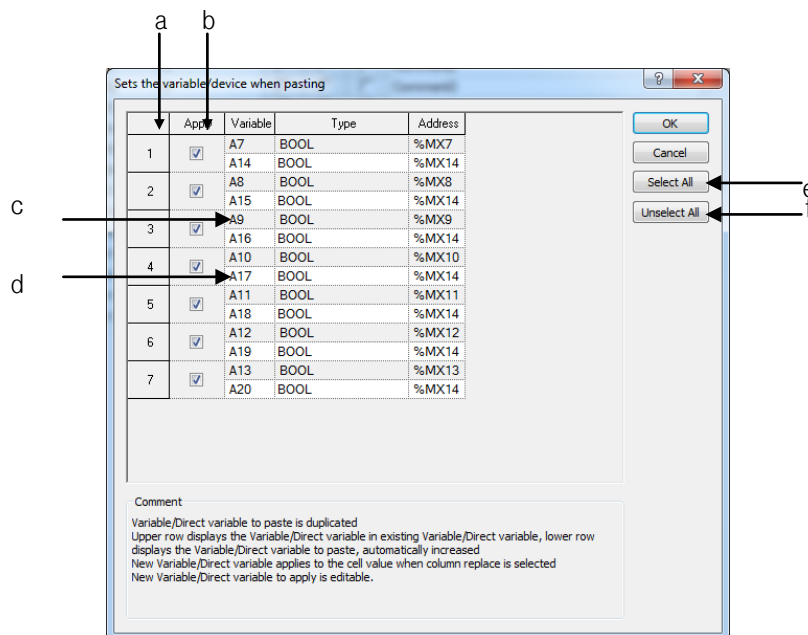 a b
Sets the variable/device when pasting
Apply Variable Type Address
1 A7 BOOL %MX7
A14 BOOL %MX14
2 A8 BOOL %MX8
A15 BOOL %MX14
3 A9 BOOL %MX9
A16 BOOL %MX14
4 A10 BOOL %MX10
A17 BOOL %MX14
5 A11 BOOL %MX11
A18 BOOL %MX14
6 A12 BOOL %MX12
A19 BOOL %MX14
7 A13 BOOL %MX13
A20 BOOL %MX14
OK
Cancel
Select All
Unselect All
e
c
d
Comment
Variable/Direct variable to paste is duplicated
Upper row displays the Variable/Direct variable in existing Variable/Direct variable, lower row
displays the Variable/Direct variable to paste, automatically increased
New Variable/Direct variable applies to the cell value when column replace is selected
New Variable/Direct variable to apply is editable.